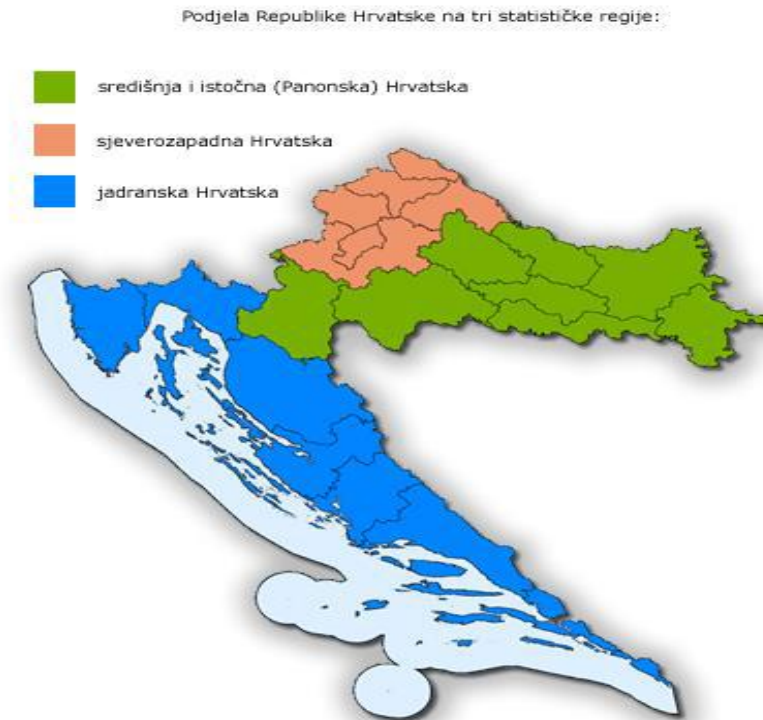 Podjela Republike Hrvatske na tri statističke regije:
središnja i istočna (Panonska) Hrvatska
sjeverozapadna Hrvatska
jadranska Hrvatska